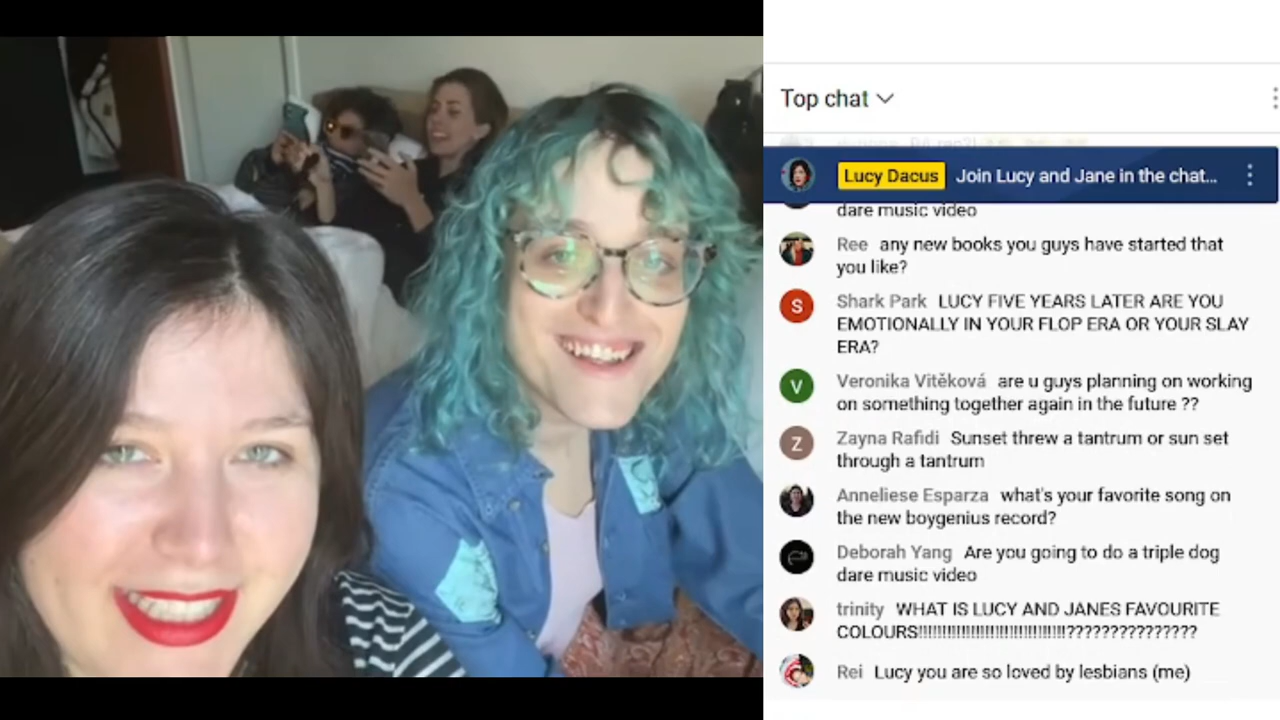 Top chat
Lucy Dacus Join Lucy and Jane in the chat...
dare music video
Ree any new books you guys have started that
you like?
S
Shark Park LUCY FIVE YEARS LATER ARE YOU
EMOTIONALLY IN YOUR FLOP ERA OR YOUR SLAY
ERA?
V
Veronika Vitěková are u guys planning on working
on something together again in the future ??
Z
Zayna Rafidi Sunset threw a tantrum or sun set
through a tantrum
Anneliese Esparza what's your favorite song on
the new boygenius record?
Deborah Yang Are you going to do a triple dog
dare music video
trinity WHAT IS LUCY AND JANES FAVOURITE
COLOURS!!!!!!!!!!!!!!!!!!!!!!!!!!!!!!!!!???????????????
Rei Lucy you are so loved by lesbians (me)